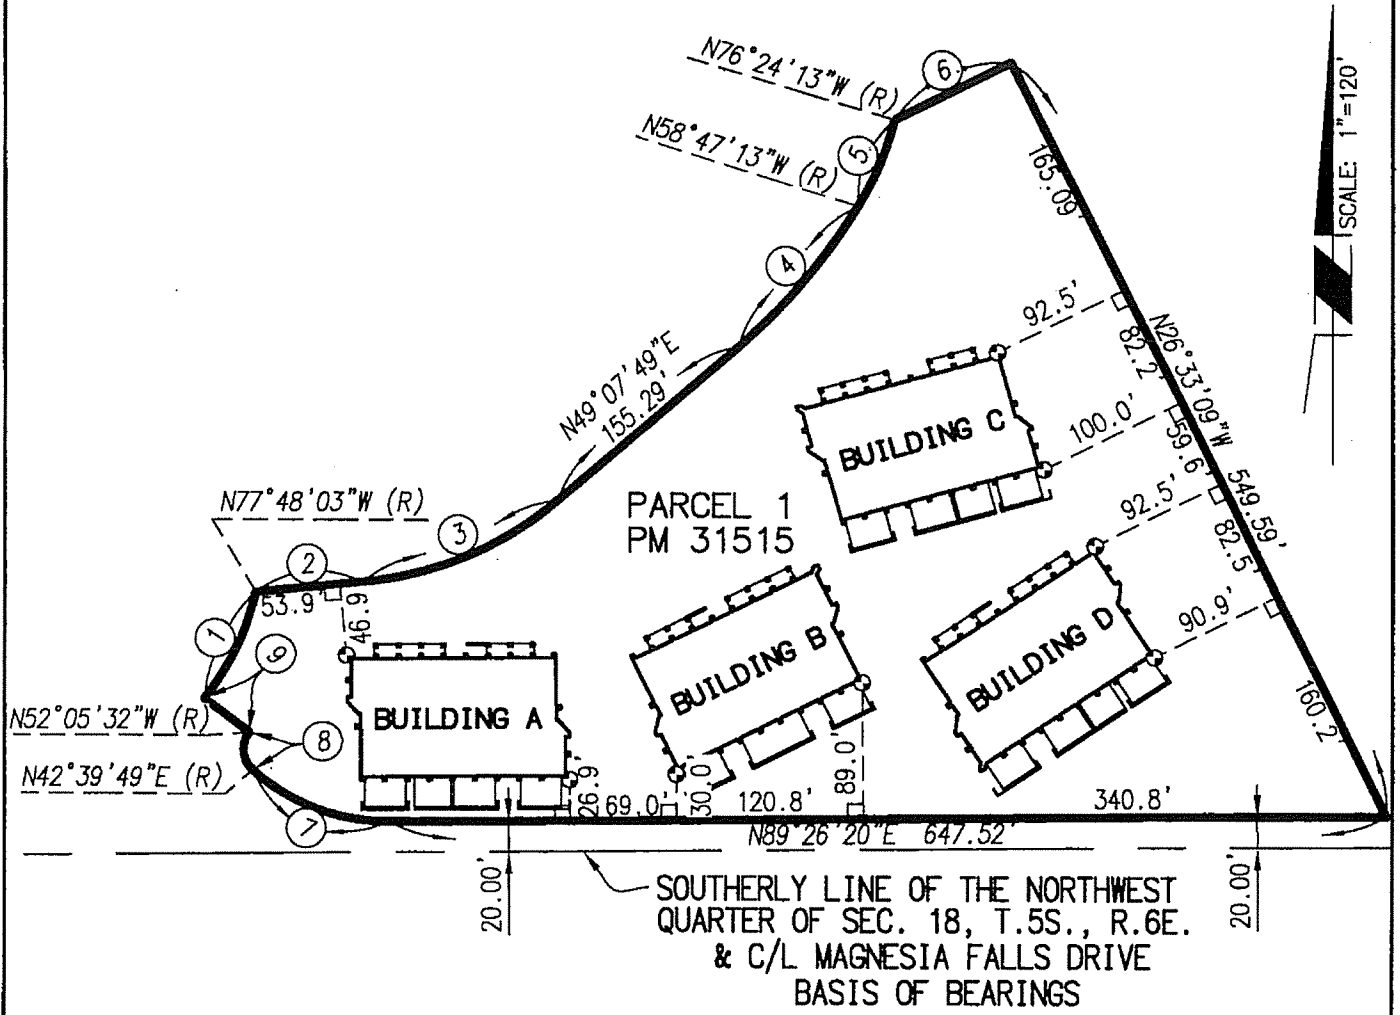 N76°24'13"W (R)
6
SCALE: 1"=120'
N58°47'13"W (R)
5
165.09'
4
92.5'
82.2'
N26°33'09"W 549.59'
N49°07'49"E
155.29'
BUILDING C
100.0'
59.6'
N77°48'03"W (R)
3
PARCEL 1
PM 31515
92.5'
82.5'
2
53.9'
46.9'
1
9
BUILDING B
BUILDING D
90.9'
160.2'
N52°05'32"W (R)
BUILDING A
8
N42°39'49"E (R)
26.9'
69.0'
30.0'
120.8'
89.0'
340.8'
7
N89°26'20"E 647.52'
20.00'
20.00'
SOUTHERLY LINE OF THE NORTHWEST
QUARTER OF SEC. 18, T.5S., R.6E.
& C/L MAGNESIA FALLS DRIVE
BASIS OF BEARINGS